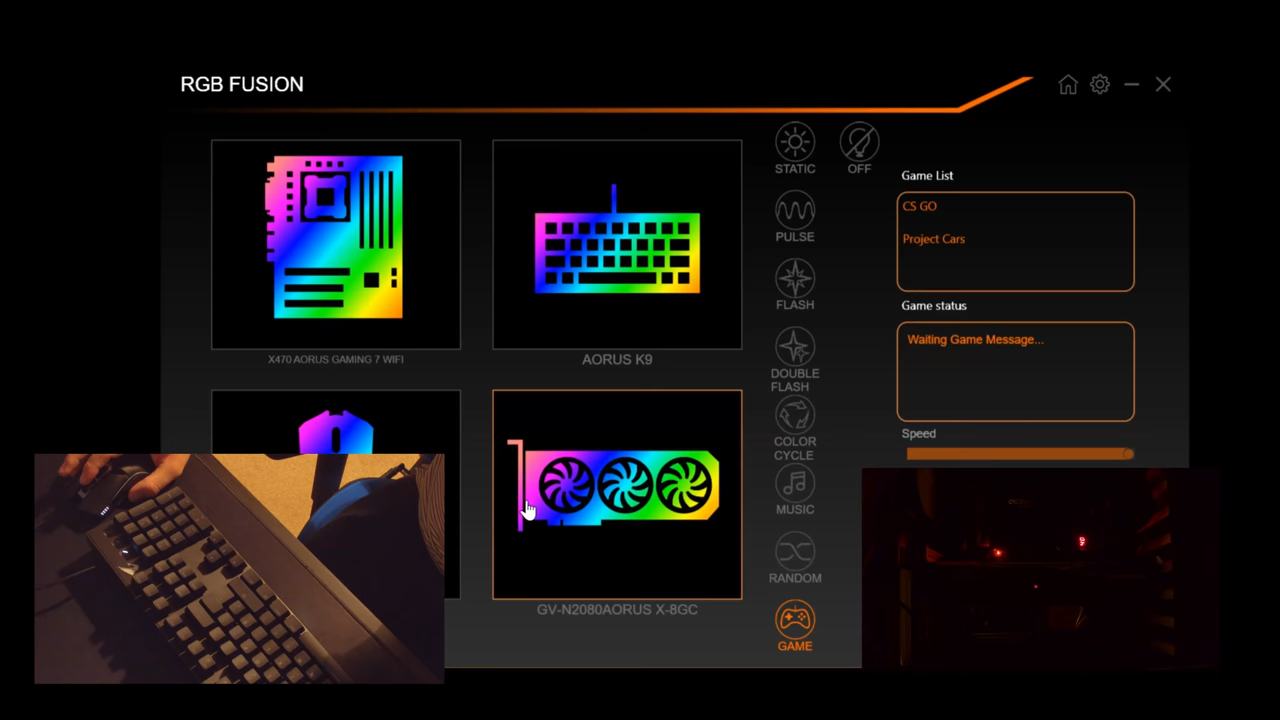 RGB FUSION
STATIC
OFF
PULSE
FLASH
DOUBLE
FLASH
COLOR
CYCLE
MUSIC
RANDOM
GAME
X470 AORUS GAMING 7 WIFI
AORUS K9
GV-N2080AORUS X-8GC
Game List
CS GO
Project Cars
Game status
Waiting Game Message...
Speed